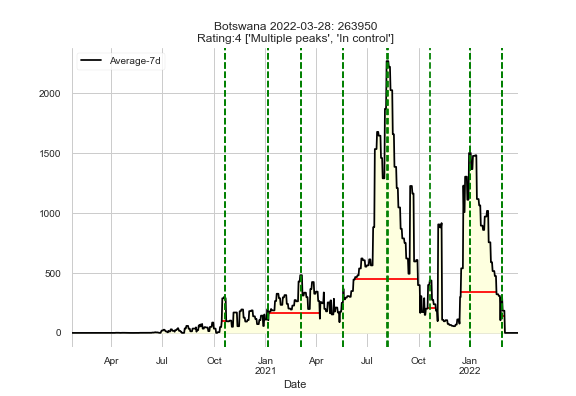 Botswana 2022-03-28: 263950
Rating:4 ['Multiple peaks', 'In control']
Average-7d
2000
1500
1000
500
0
Apr Jul Oct Jan Apr Jul Oct Jan
2021 2022
Date